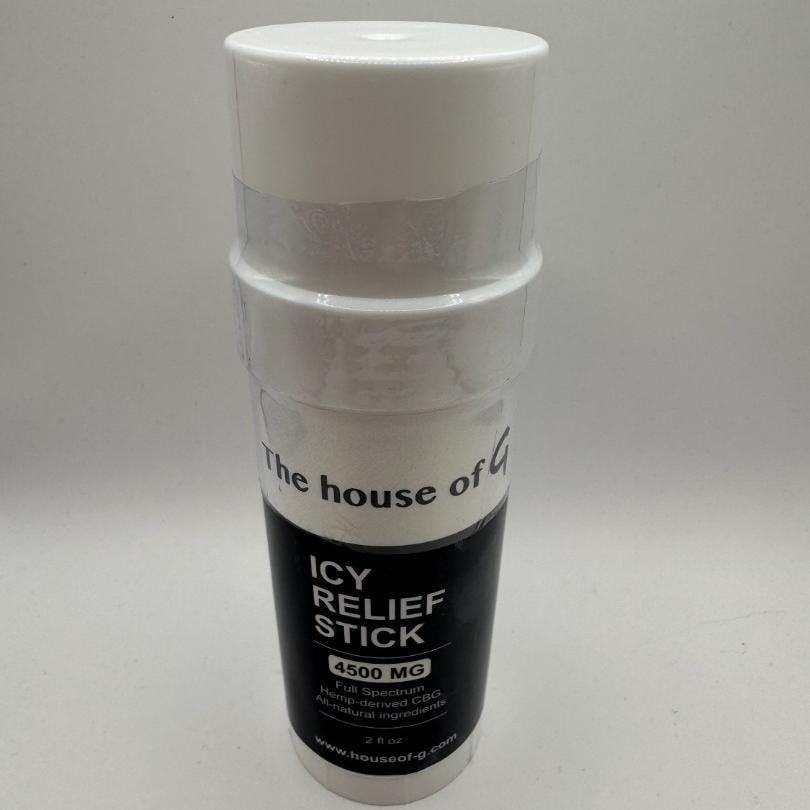 The house of G
ICY
RELIEF
STICK
4500 MG
Full Spectrum
Hemp-derived CBG
All-natural ingredients
2 fl oz
www.houseof-g.com